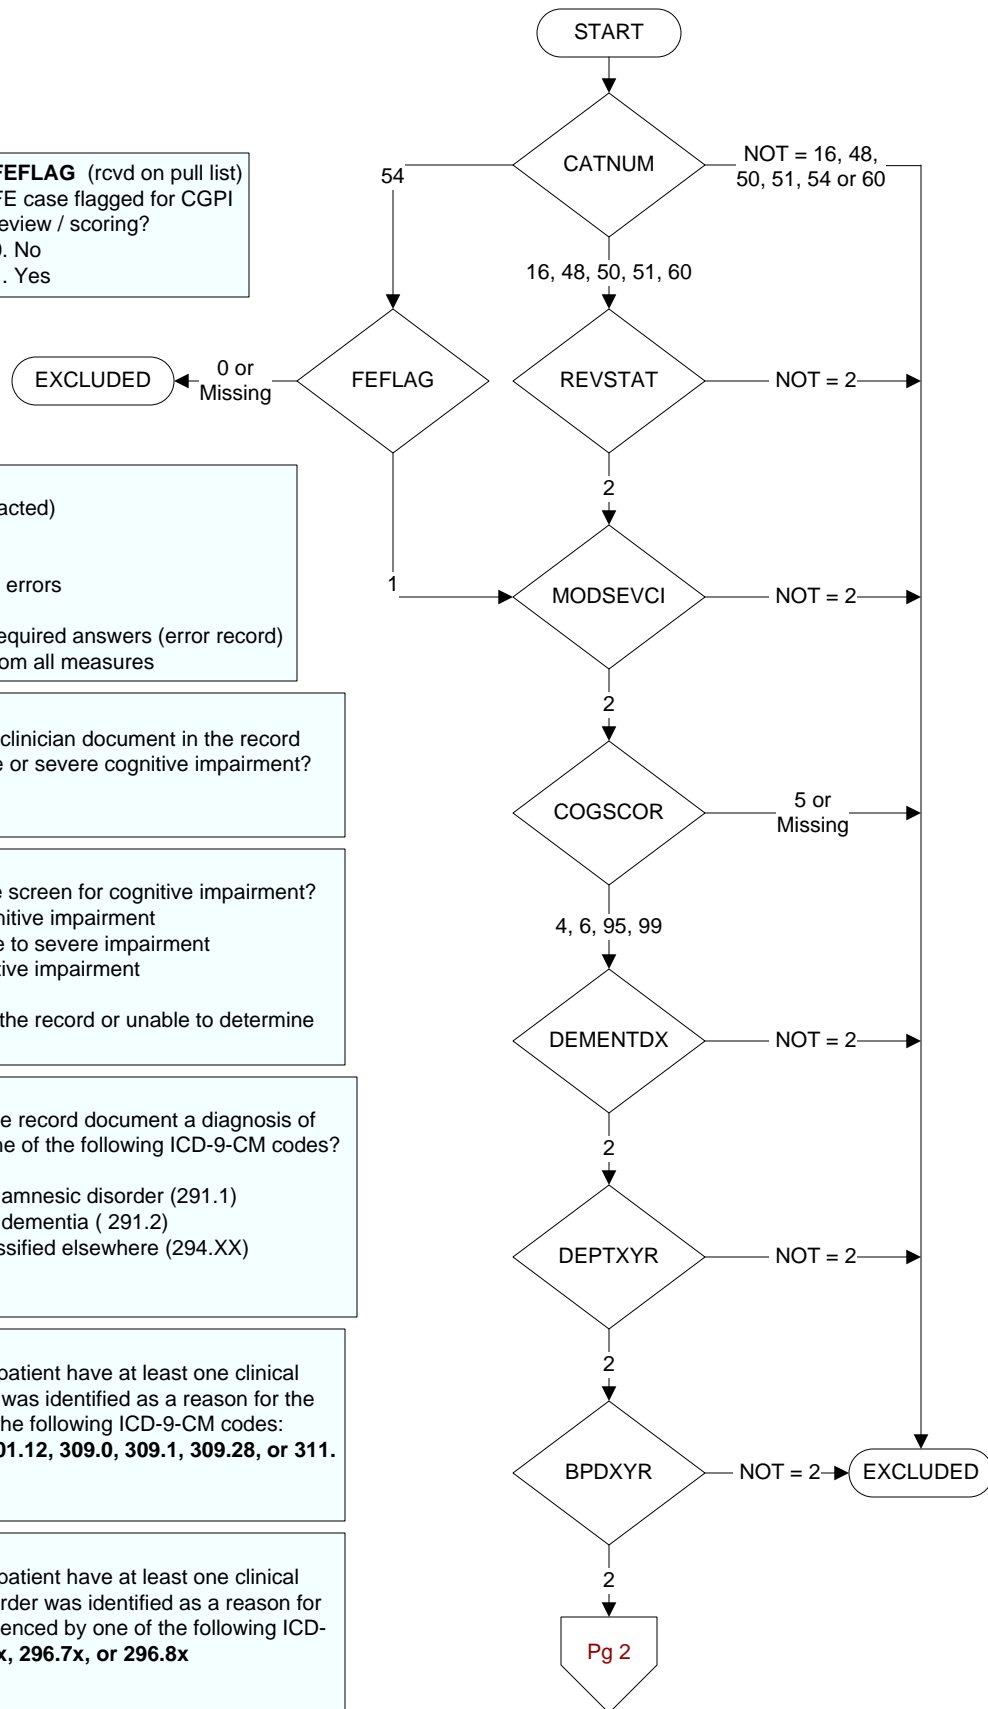 START
CATNUM
NOT = 16, 48,
50, 51, 54 or 60
54
16, 48, 50, 51, 60
FEFLAG (rcvd on pull list)
FE case flagged for CGPI
review / scoring?
0. No
1. Yes
EXCLUDED
0 or
Missing
FEFLAG
REVSTAT
NOT = 2
2
acted)
errors
equired answers (error record)
om all measures
1
MODSEVCI
NOT = 2
2
clinician document in the record
e or severe cognitive impairment?
COGSCOR
5 or
Missing
4, 6, 95, 99
e screen for cognitive impairment?
nitive impairment
e to severe impairment
tive impairment
the record or unable to determine
DEMENTDX
NOT = 2
2
e record document a diagnosis of
ne of the following ICD-9-CM codes?
amnesic disorder (291.1)
dementia ( 291.2)
ssified elsewhere (294.XX)
DEPTXYR
NOT = 2
2
patient have at least one clinical
was identified as a reason for the
he following ICD-9-CM codes:
01.12, 309.0, 309.1, 309.28, or 311.
BPDXYR
NOT = 2
EXCLUDED
2
patient have at least one clinical
order was identified as a reason for
enced by one of the following ICD-
x, 296.7x, or 296.8x
Pg 2